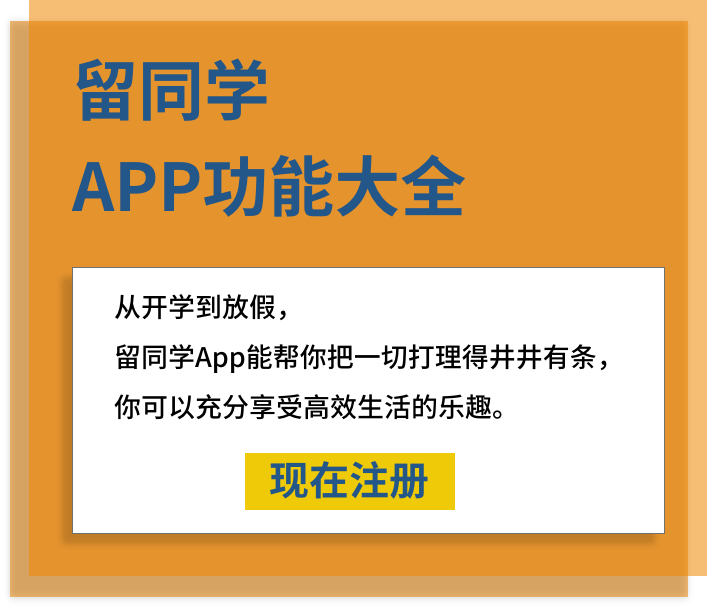 留同学
APP功能大全
从开学到放假，
留同学App能帮你把一切打理得井井有条，
你可以充分享受高效生活的乐趣。
现在注册